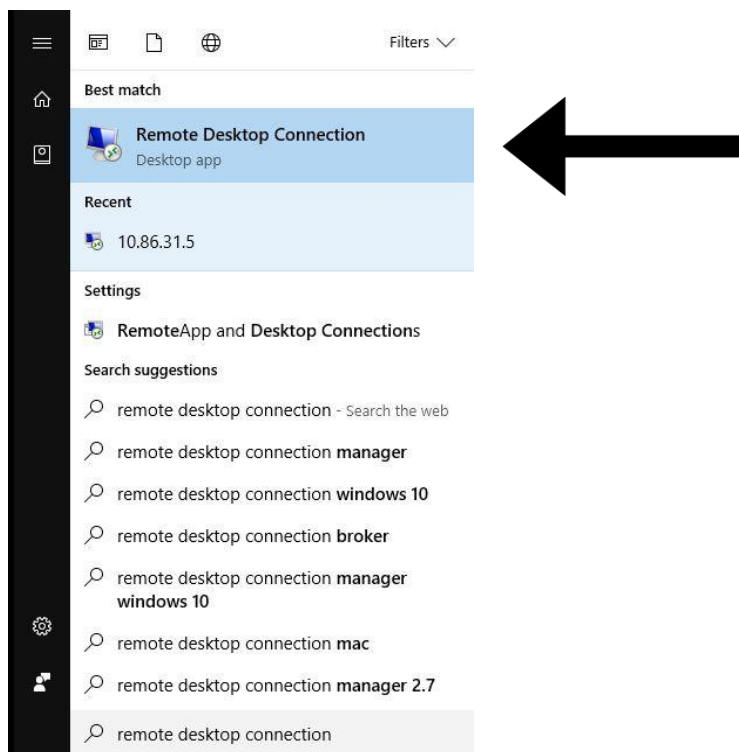 Filters
Best match
Remote Desktop Connection
Desktop app
Recent
10.86.31.5
Settings
RemoteApp and Desktop Connections
Search suggestions
remote desktop connection - Search the web
remote desktop connection manager
remote desktop connection windows 10
remote desktop connection broker
remote desktop connection manager
windows 10
remote desktop connection mac
remote desktop connection manager 2.7
remote desktop connection